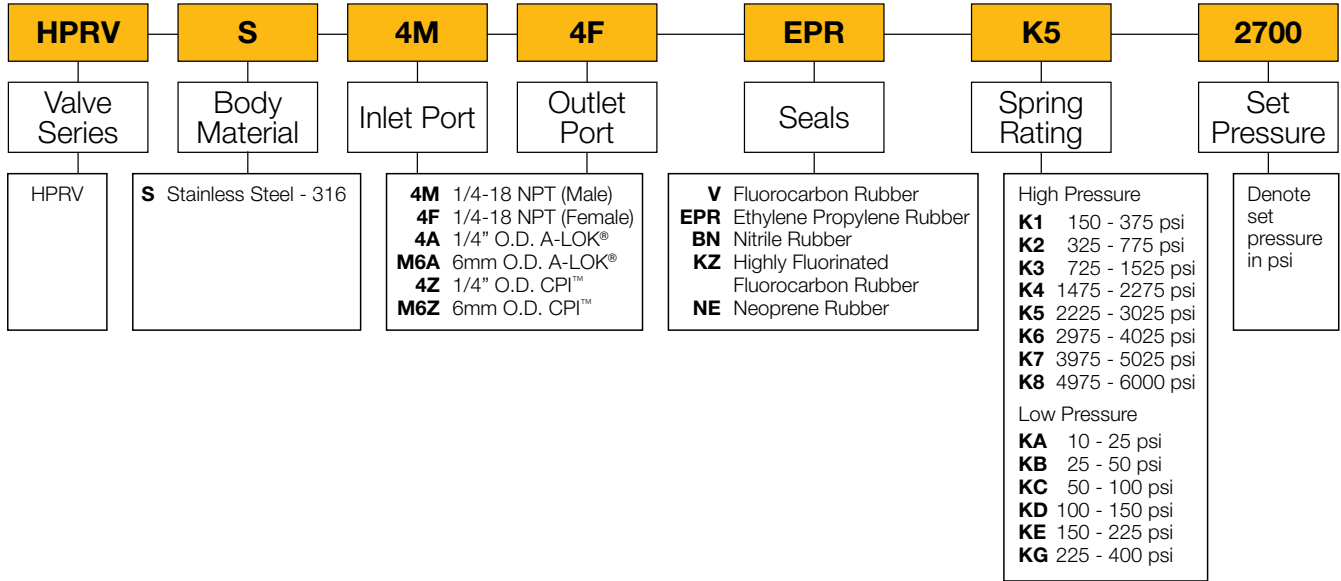 HPRV S 4M 4F EPR K5 2700
Valve
Series
Body
Material
Inlet Port
Outlet
Port
Seals
Spring
Rating
Set
Pressure
HPRV
S Stainless Steel - 316
4M 1/4-18 NPT (Male)
4F 1/4-18 NPT (Female)
4A 1/4” O.D. A-LOK®
M6A 6mm O.D. A-LOK®
4Z 1/4” O.D. CPI™
M6Z 6mm O.D. CPI™
V Fluorocarbon Rubber
EPR Ethylene Propylene Rubber
BN Nitrile Rubber
KZ Highly Fluorinated
Fluorocarbon Rubber
NE Neoprene Rubber
High Pressure
K1 150 - 375 psi
K2 325 - 775 psi
K3 725 - 1525 psi
K4 1475 - 2275 psi
K5 2225 - 3025 psi
K6 2975 - 4025 psi
K7 3975 - 5025 psi
K8 4975 - 6000 psi
Low Pressure
KA 10 - 25 psi
KB 25 - 50 psi
KC 50 - 100 psi
KD 100 - 150 psi
KE 150 - 225 psi
KG 225 - 400 psi
Denote
set
pressure
in psi